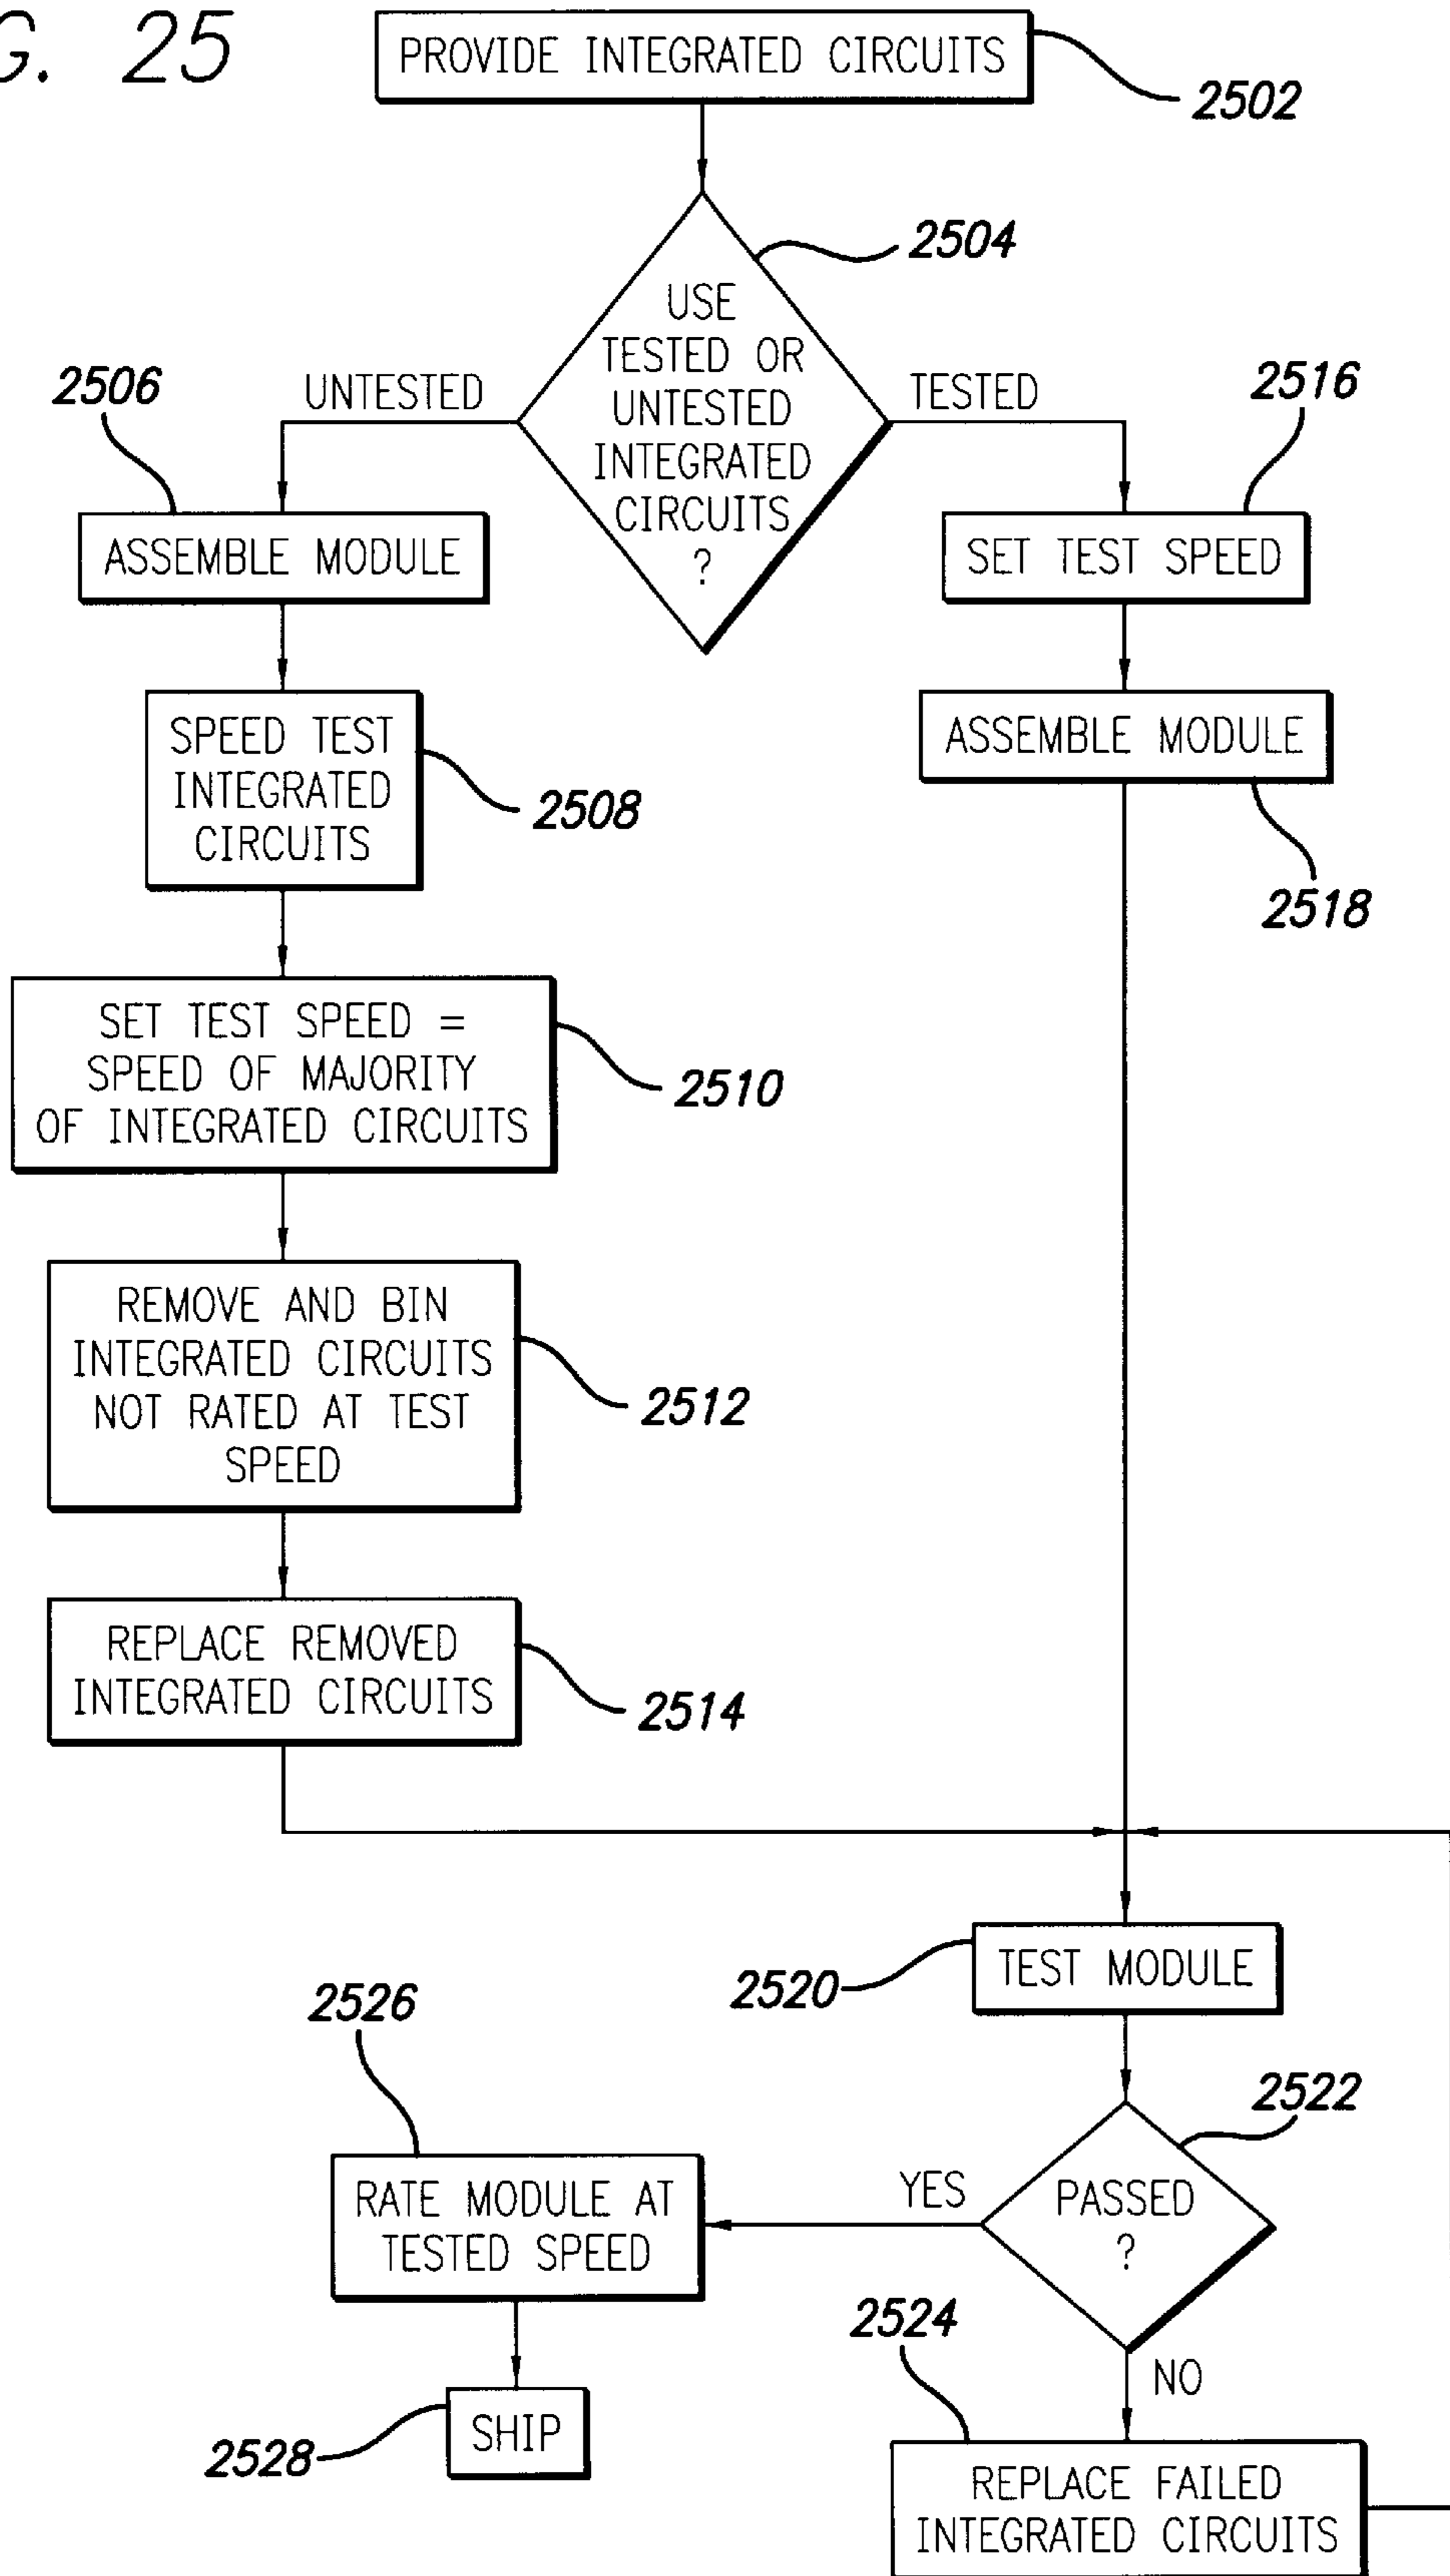 G. 25
PROVIDE INTEGRATED CIRCUITS
2502
2504
USE
TESTED OR
UNTESTED
INTEGRATED
CIRCUITS
?
UNTESTED
TESTED
2506
ASSEMBLE MODULE
2516
SET TEST SPEED
SPEED TEST
INTEGRATED
CIRCUITS
2508
ASSEMBLE MODULE
2518
SET TEST SPEED =
SPEED OF MAJORITY
OF INTEGRATED CIRCUITS
2510
REMOVE AND BIN
INTEGRATED CIRCUITS
NOT RATED AT TEST
SPEED
2512
REPLACE REMOVED
INTEGRATED CIRCUITS
2514
TEST MODULE
2520
2522
PASSED
?
YES
NO
2526
RATE MODULE AT
TESTED SPEED
2528
SHIP
2524
REPLACE FAILED
INTEGRATED CIRCUITS